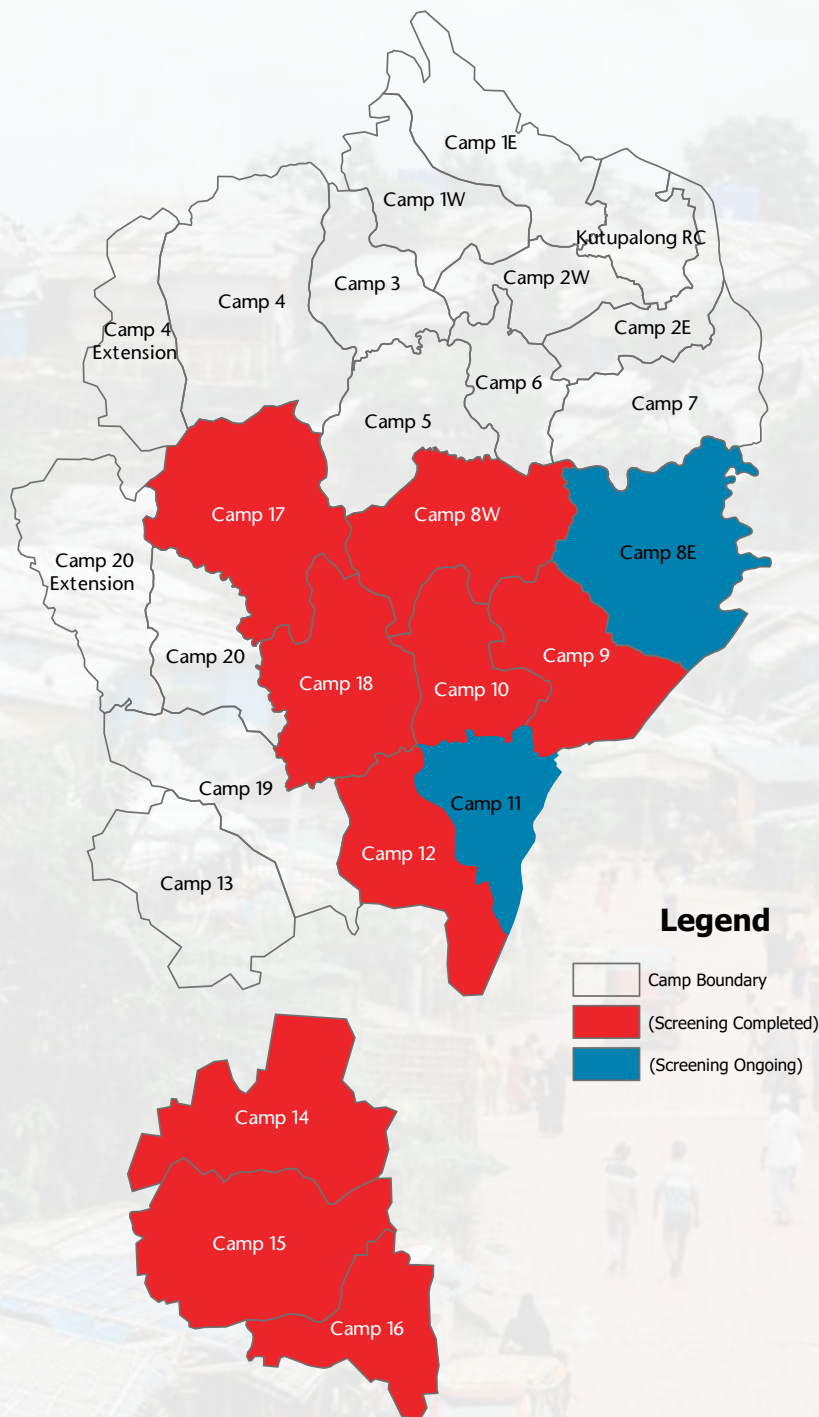 Camp 1E
Camp 1W
Kutupalong RC
Camp 2W
Camp 3
Camp 4
Camp 2E
Camp 4
Extension
Camp 6
Camp 7
Camp 5
Camp 17
Camp 8W
Camp 8E
Camp 20
Extension
Camp 20
Camp 9
Camp 18
Camp 10
Camp 19
Camp 11
Camp 12
Camp 13
Legend
Camp Boundary
(Screening Completed)
(Screening Ongoing)
Camp 14
Camp 15
Camp 16